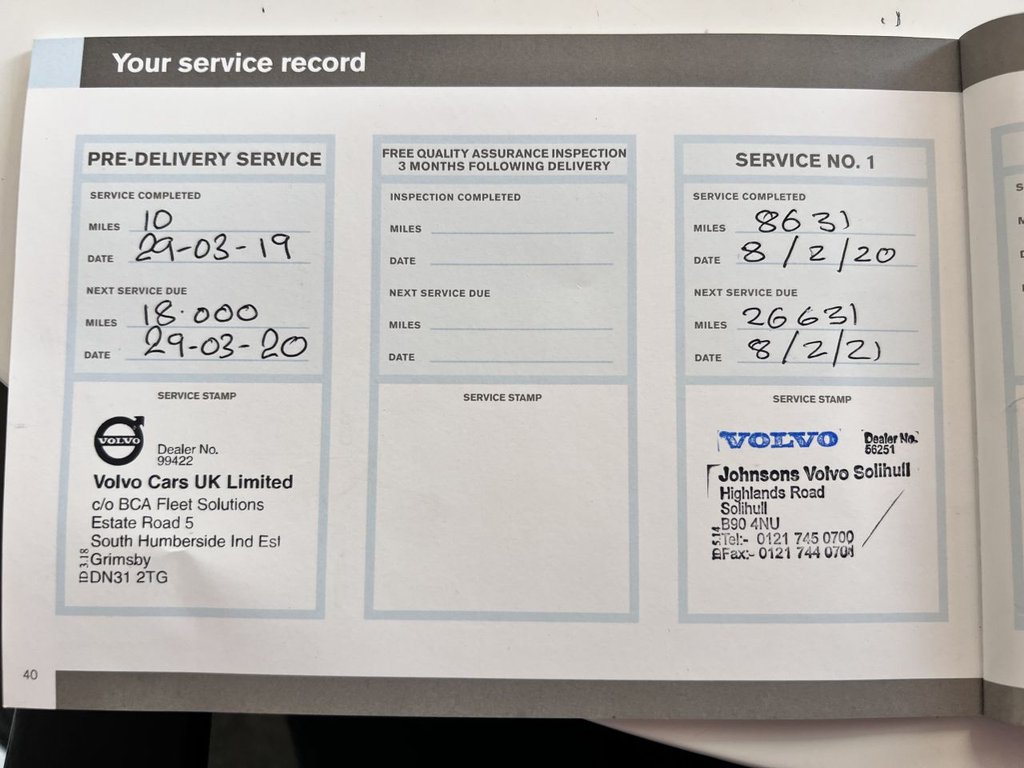 Your service record
PRE-DELIVERY SERVICE
SERVICE COMPLETED
MILES 10
DATE 29-03-19
NEXT SERVICE DUE
MILES 18.000
DATE 29-03-20
SERVICE STAMP
VOLVO
Dealer No.
99422
Volvo Cars UK Limited
c/o BCA Fleet Solutions
Estate Road 5
South Humberside Ind Est
Grimsby
DN31 2TG
ID 3.18
FREE QUALITY ASSURANCE INSPECTION
3 MONTHS FOLLOWING DELIVERY
INSPECTION COMPLETED
MILES
DATE
NEXT SERVICE DUE
MILES
DATE
SERVICE STAMP
SERVICE NO. 1
SERVICE COMPLETED
MILES 8631
DATE 8/2/20
NEXT SERVICE DUE
MILES 26631
DATE 8/2/21
SERVICE STAMP
VOLVO
Dealer No.
56251
Johnsons Volvo Solihull
Highlands Road
Solihull
B90 4NU
Tel:- 0121 745 0700
Fax:- 0121 744 0701
40